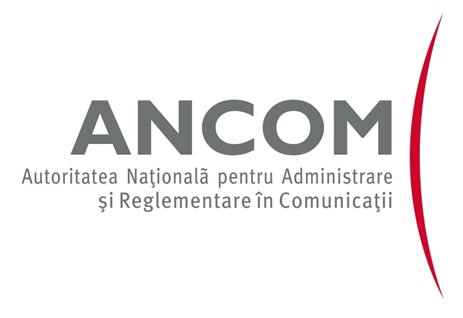 ANCOM
Autoritatea Naţională pentru Administrare
şi Reglementare în Comunicaţii